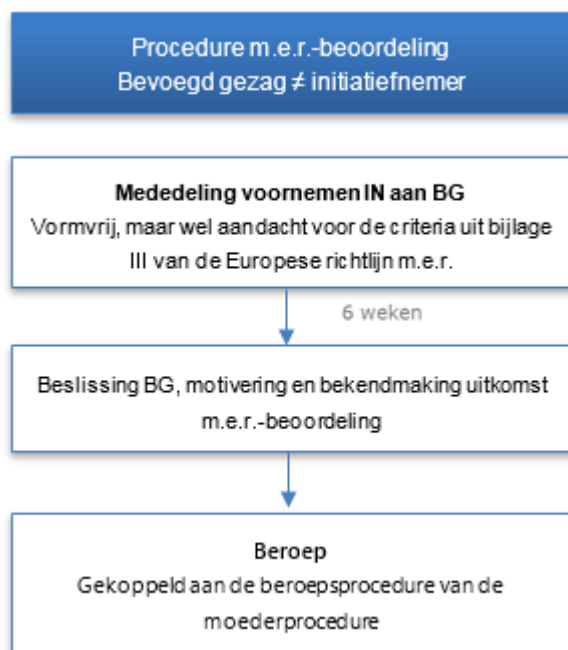 Procedure m.e.r.-beoordeling
Bevoegd gezag ≠ initiatiefnemer
Mededeling voornemen IN aan BG
Vormvrij, maar wel aandacht voor de criteria uit bijlage
III van de Europese richtlijn m.e.r.
6 weken
Beslissing BG, motivering en bekendmaking uitkomst
m.e.r.-beoordeling
Beroep
Gekoppeld aan de beroepsprocedure van de
moederprocedure